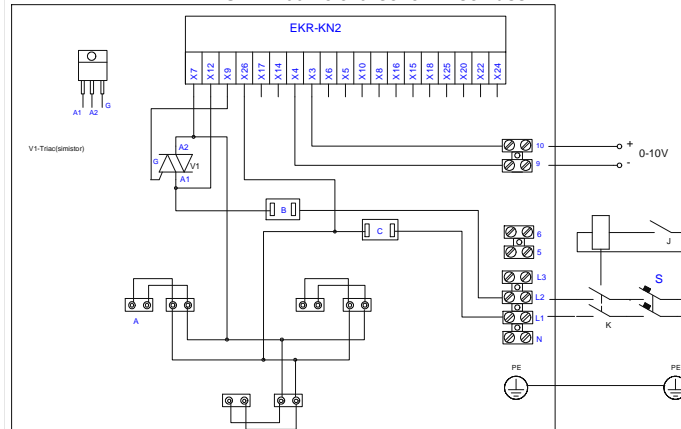 EKR-KN2
X7 X12 X9 X26 X17 X14 X4 X3 X6 X5 X10 X8 X16 X15 X18 X25 X20 X22 X24
A1 A2 G
V1-Triac(simistor)
A2
G V1
A1
10 +
0-10V
9 -
B
C
6
5
J
L3
S
L2
L1
K
N
A
PE PE